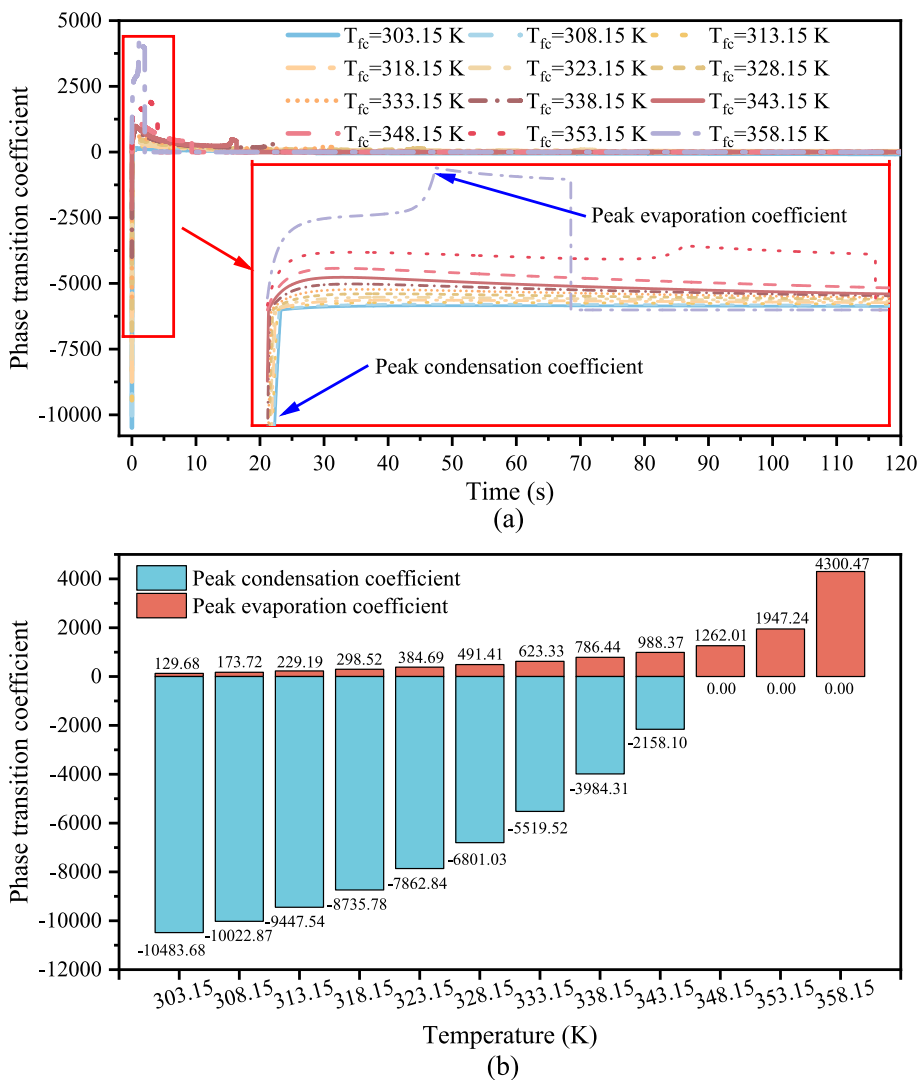 5000
2500
0
-2500
-5000
-7500
-10000
Phase transition coefficient
T_fc=303.15 K T_fc=308.15 K T_fc=313.15 K
T_fc=318.15 K T_fc=323.15 K T_fc=328.15 K
T_fc=333.15 K T_fc=338.15 K T_fc=343.15 K
T_fc=348.15 K T_fc=353.15 K T_fc=358.15 K
Peak evaporation coefficient
Peak condensation coefficient
0 10 20 30 40 50 60 70 80 90 100 110 120
Time (s)
(a)
4000
2000
0
-2000
-4000
-6000
-8000
-10000
-12000
Phase transition coefficient
Peak condensation coefficient
Peak evaporation coefficient
129.68 173.72 229.19 298.52 384.69 491.41 623.33 786.44 988.37 1262.01 1947.24 4300.47
-10483.68 -10022.87 -9447.54 -8735.78 -7862.84 -6801.03 -5519.52 -3984.31 -2158.10 0.00 0.00 0.00
303.15 308.15 313.15 318.15 323.15 328.15 333.15 338.15 343.15 348.15 353.15 358.15
Temperature (K)
(b)